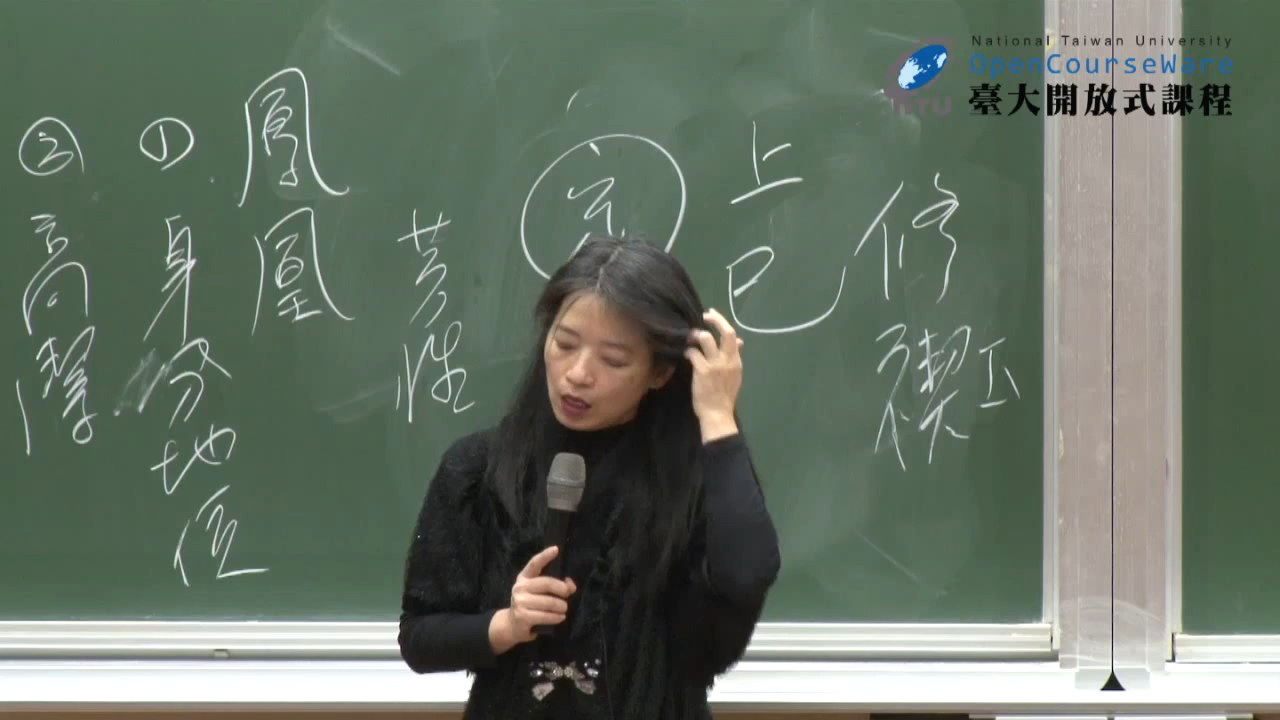 National Taiwan University
OpenCourseWare
臺大開放式課程
NTU
修禊
上巳
鳳凰
① 身分地位
② 高